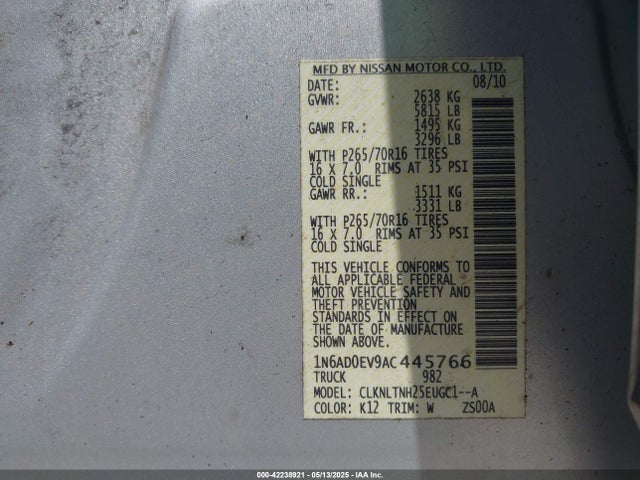 MFD BY NISSAN MOTOR CO., LTD.
DATE: 08/10
GVWR: 2638 KG
5815 LB
GAWR FR.: 1495 KG
3296 LB
WITH P265/70R16 TIRES
16 X 7.0 RIMS AT 35 PSI
COLD SINGLE
GAWR RR.: 1511 KG
3331 LB
WITH P265/70R16 TIRES
16 X 7.0 RIMS AT 35 PSI
COLD SINGLE
THIS VEHICLE CONFORMS TO
ALL APPLICABLE FEDERAL
MOTOR VEHICLE SAFETY AND
THEFT PREVENTION
STANDARDS IN EFFECT ON
THE DATE OF MANUFACTURE
SHOWN ABOVE.
1N6AD0EV9AC445766
TRUCK 982
MODEL: CLKNLTNH25EUGC1--A
COLOR: K12 TRIM: W ZS00A
000-42238921 - 05/13/2025 - IAA Inc.